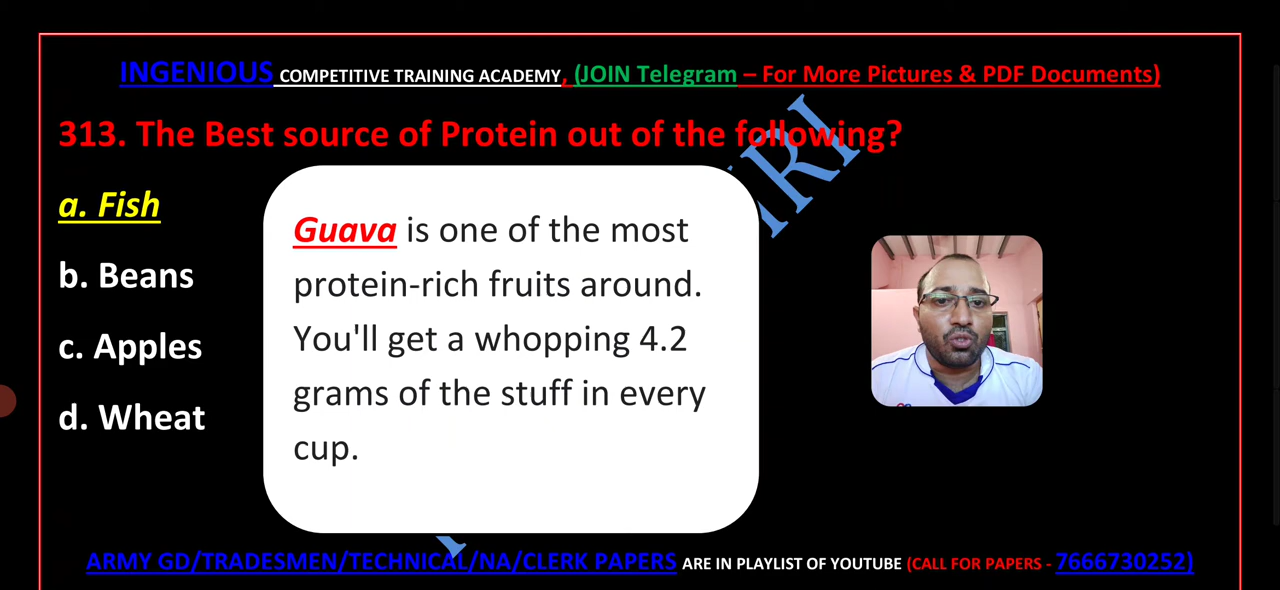 INGENIOUS COMPETITIVE TRAINING ACADEMY, (JOIN Telegram – For More Pictures & PDF Documents)
313. The Best source of Protein out of the following?
a. Fish
b. Beans
c. Apples
d. Wheat
Guava is one of the most
protein-rich fruits around.
You'll get a whopping 4.2
grams of the stuff in every
cup.
ARMY GD/TRADESMEN/TECHNICAL/NA/CLERK PAPERS ARE IN PLAYLIST OF YOUTUBE (CALL FOR PAPERS - 7666730252)